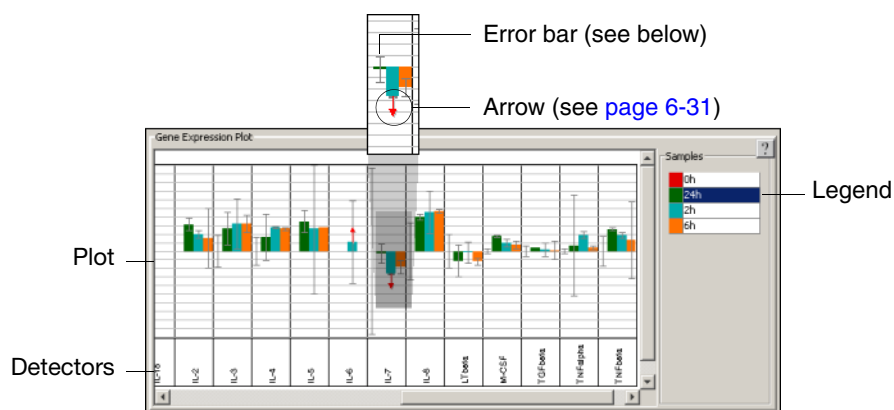 Error bar (see below)
Arrow (see page 6-31)
Gene Expression Plot
?
Samples
0h
24h
2h
6h
Legend
Plot
Detectors
IL-18
IL-2
IL-3
IL-4
IL-5
IL-6
IL-7
IL-8
LTbeta
M-CSF
TGFbeta
TNFalpha
TNFbeta